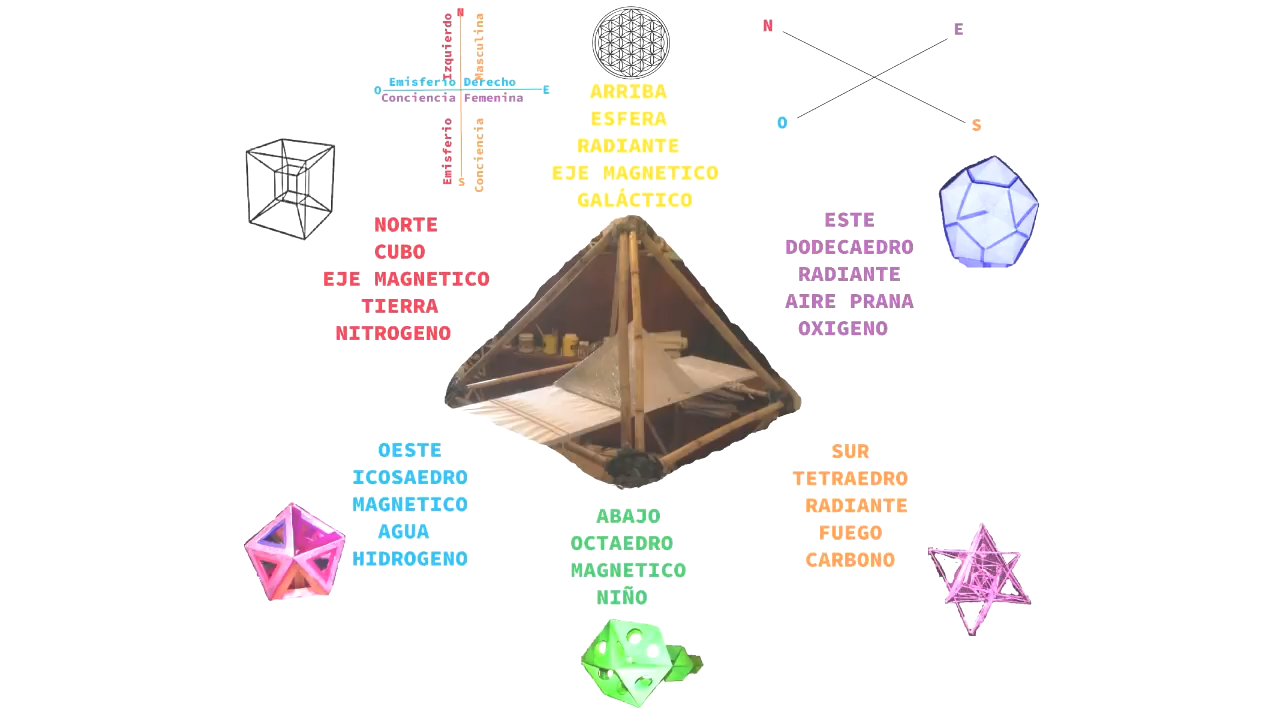 N
Izquierdo
Masculina
Emisferio Derecho
O
E
Conciencia Femenina
Emisferio
Conciencia
S
ARRIBA
ESFERA
RADIANTE
EJE MAGNETICO
GALÁCTICO
N
E
O
S
NORTE
CUBO
EJE MAGNETICO
TIERRA
NITROGENO
ESTE
DODECAEDRO
RADIANTE
AIRE PRANA
OXIGENO
OESTE
ICOSAEDRO
MAGNETICO
AGUA
HIDROGENO
ABAJO
OCTAEDRO
MAGNETICO
NIÑO
SUR
TETRAEDRO
RADIANTE
FUEGO
CARBONO